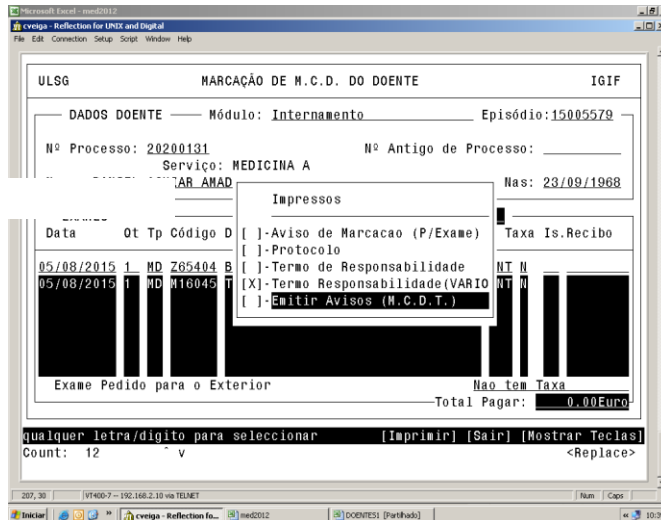 Microsoft Excel - med2012
cveiga - Reflection for UNIX and Digital
File Edit Connection Setup Script Window Help
ULSG MARCAÇÃO DE M.C.D. DO DOENTE IGIF
DADOS DOENTE Módulo: Internamento Episódio:15005579
Nº Processo: 20200131 Nº Antigo de Processo:
Serviço: MEDICINA A
AMAD Nas: 23/09/1968
Impressos
Data Qt Tp Código D [ ]-Aviso de Marcacao (P/Exame) Taxa Is.Recibo
[ ]-Protocolo
05/08/2015 1 MD Z65404 B [ ]-Termo de Responsabilidade NT N
05/08/2015 1 MD M16045 T [X]-Termo Responsabilidade(VARIO NT N
[ ]-Emitir Avisos (M.C.D.T.)
Exame Pedido para o Exterior Nao tem Taxa
Total Pagar: 0.00Euro
qualquer letra/digito para seleccionar [Imprimir] [Sair] [Mostrar Teclas]
Count: 12 ^ v <Replace>
207, 30 VT400-7 -- 192.168.2.10 via TELNET Num Caps
Iniciar cveiga - Reflection fo... med2012 DOENTES1 [Partilhado]